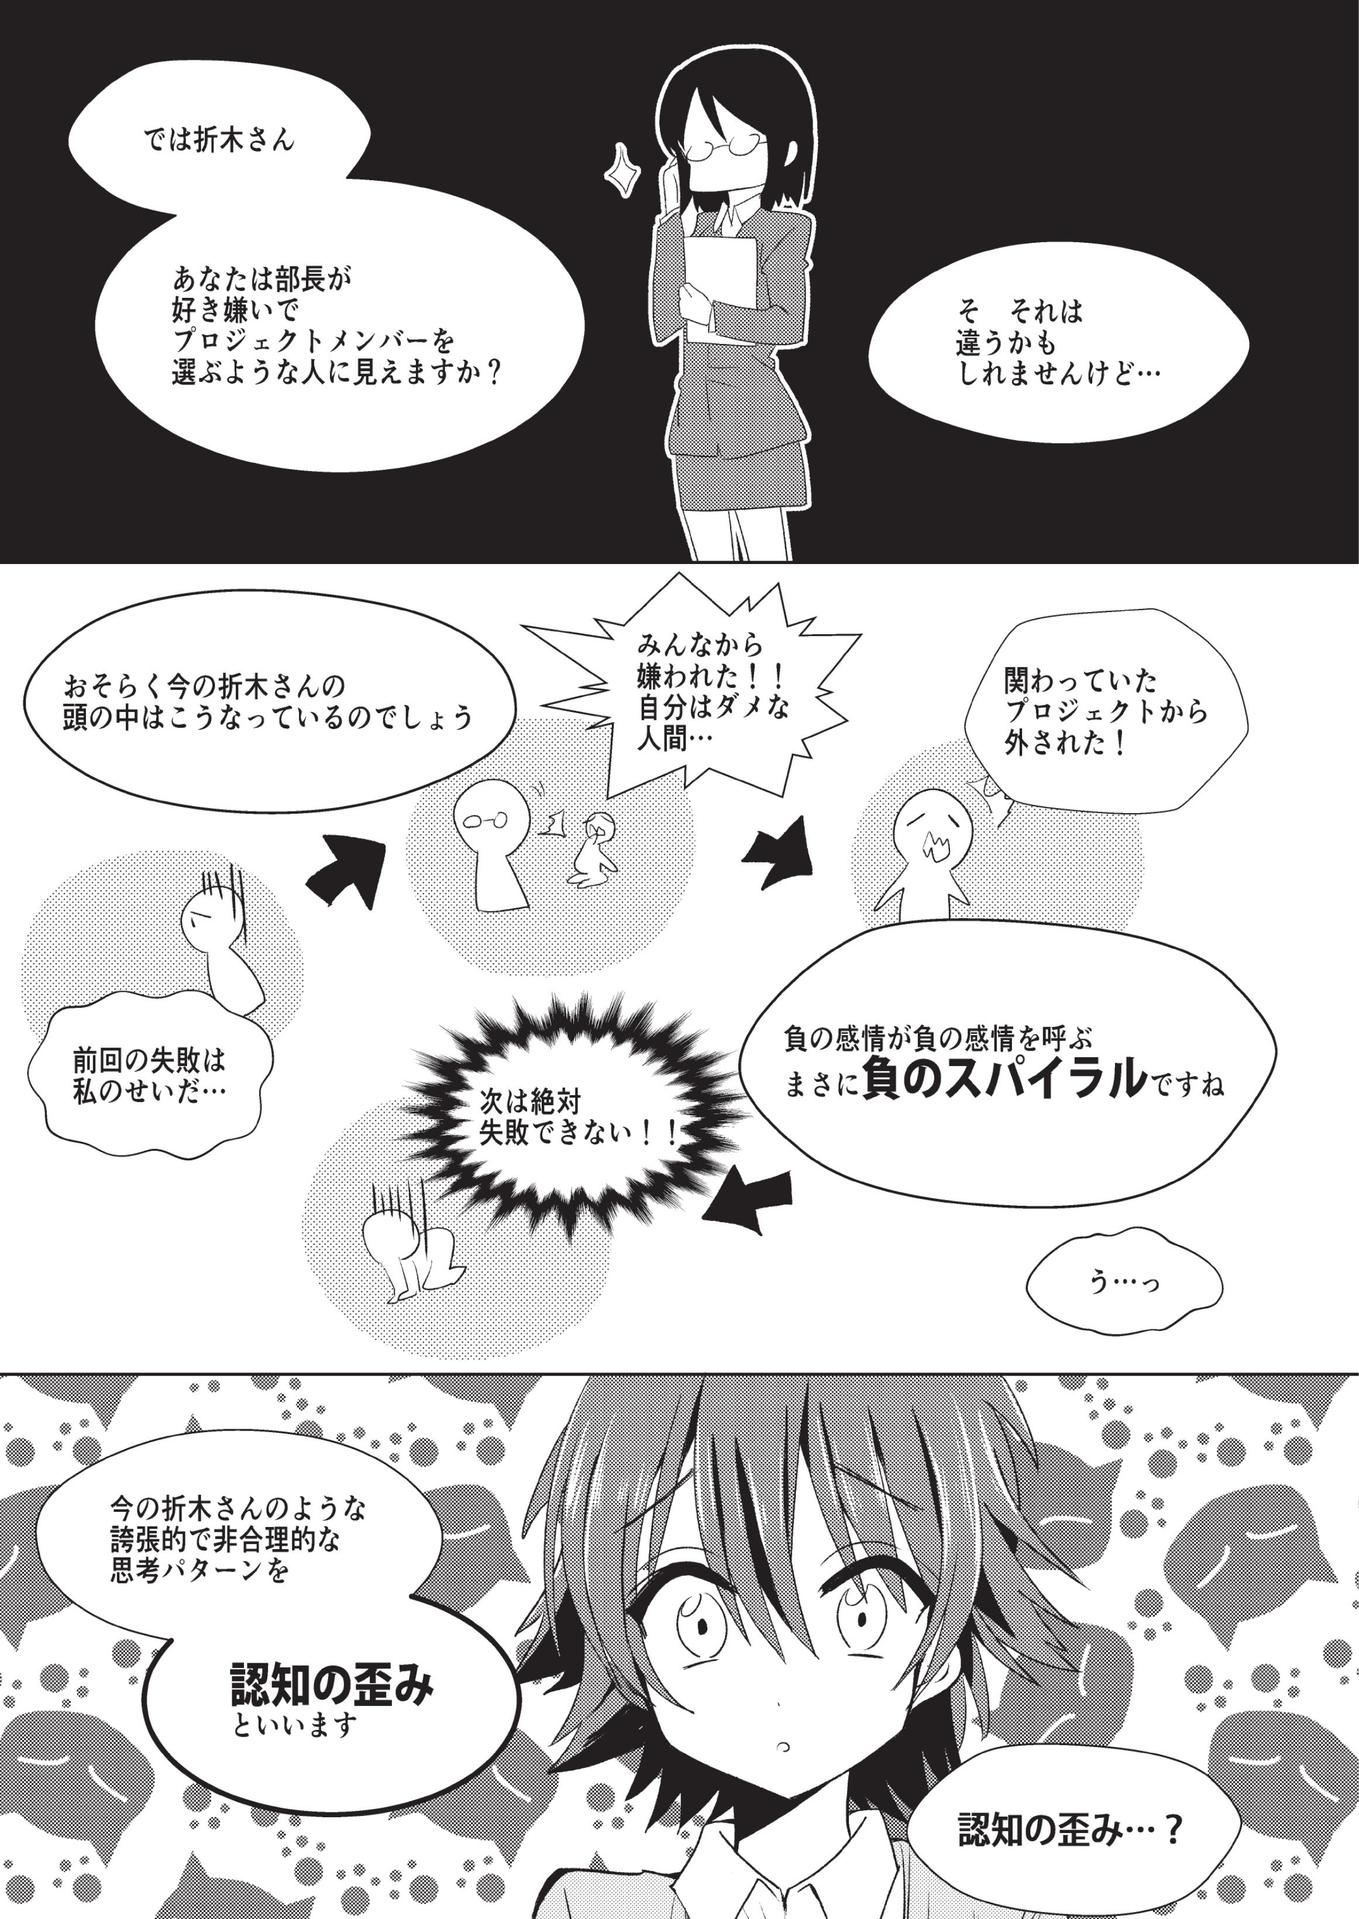 では折木さん
あなたは部長が
好き嫌いで
プロジェクトメンバーを
選ぶような人に見えますか？
そ　それは
違うかも
しれませんけど…
おそらく今の折木さんの
頭の中はこうなっているのでしょう
前回の失敗は
私のせいだ…
みんなから
嫌われた！！
自分はダメな
人間…
関わっていた
プロジェクトから
外された！
次は絶対
失敗できない！！
負の感情が負の感情を呼ぶ
まさに負のスパイラルですね
う…っ
今の折木さんのような
誇張的で非合理的な
思考パターンを
認知の歪み
といいます
認知の歪み…？